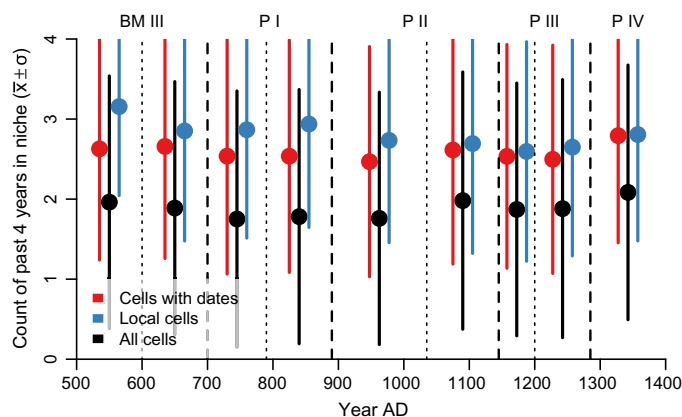 BM III P I P II P III P IV
Count of past 4 years in niche (x̄ ± σ)
4
3
2
1
0
Cells with dates
Local cells
All cells
500 600 700 800 900 1000 1100 1200 1300 1400
Year AD